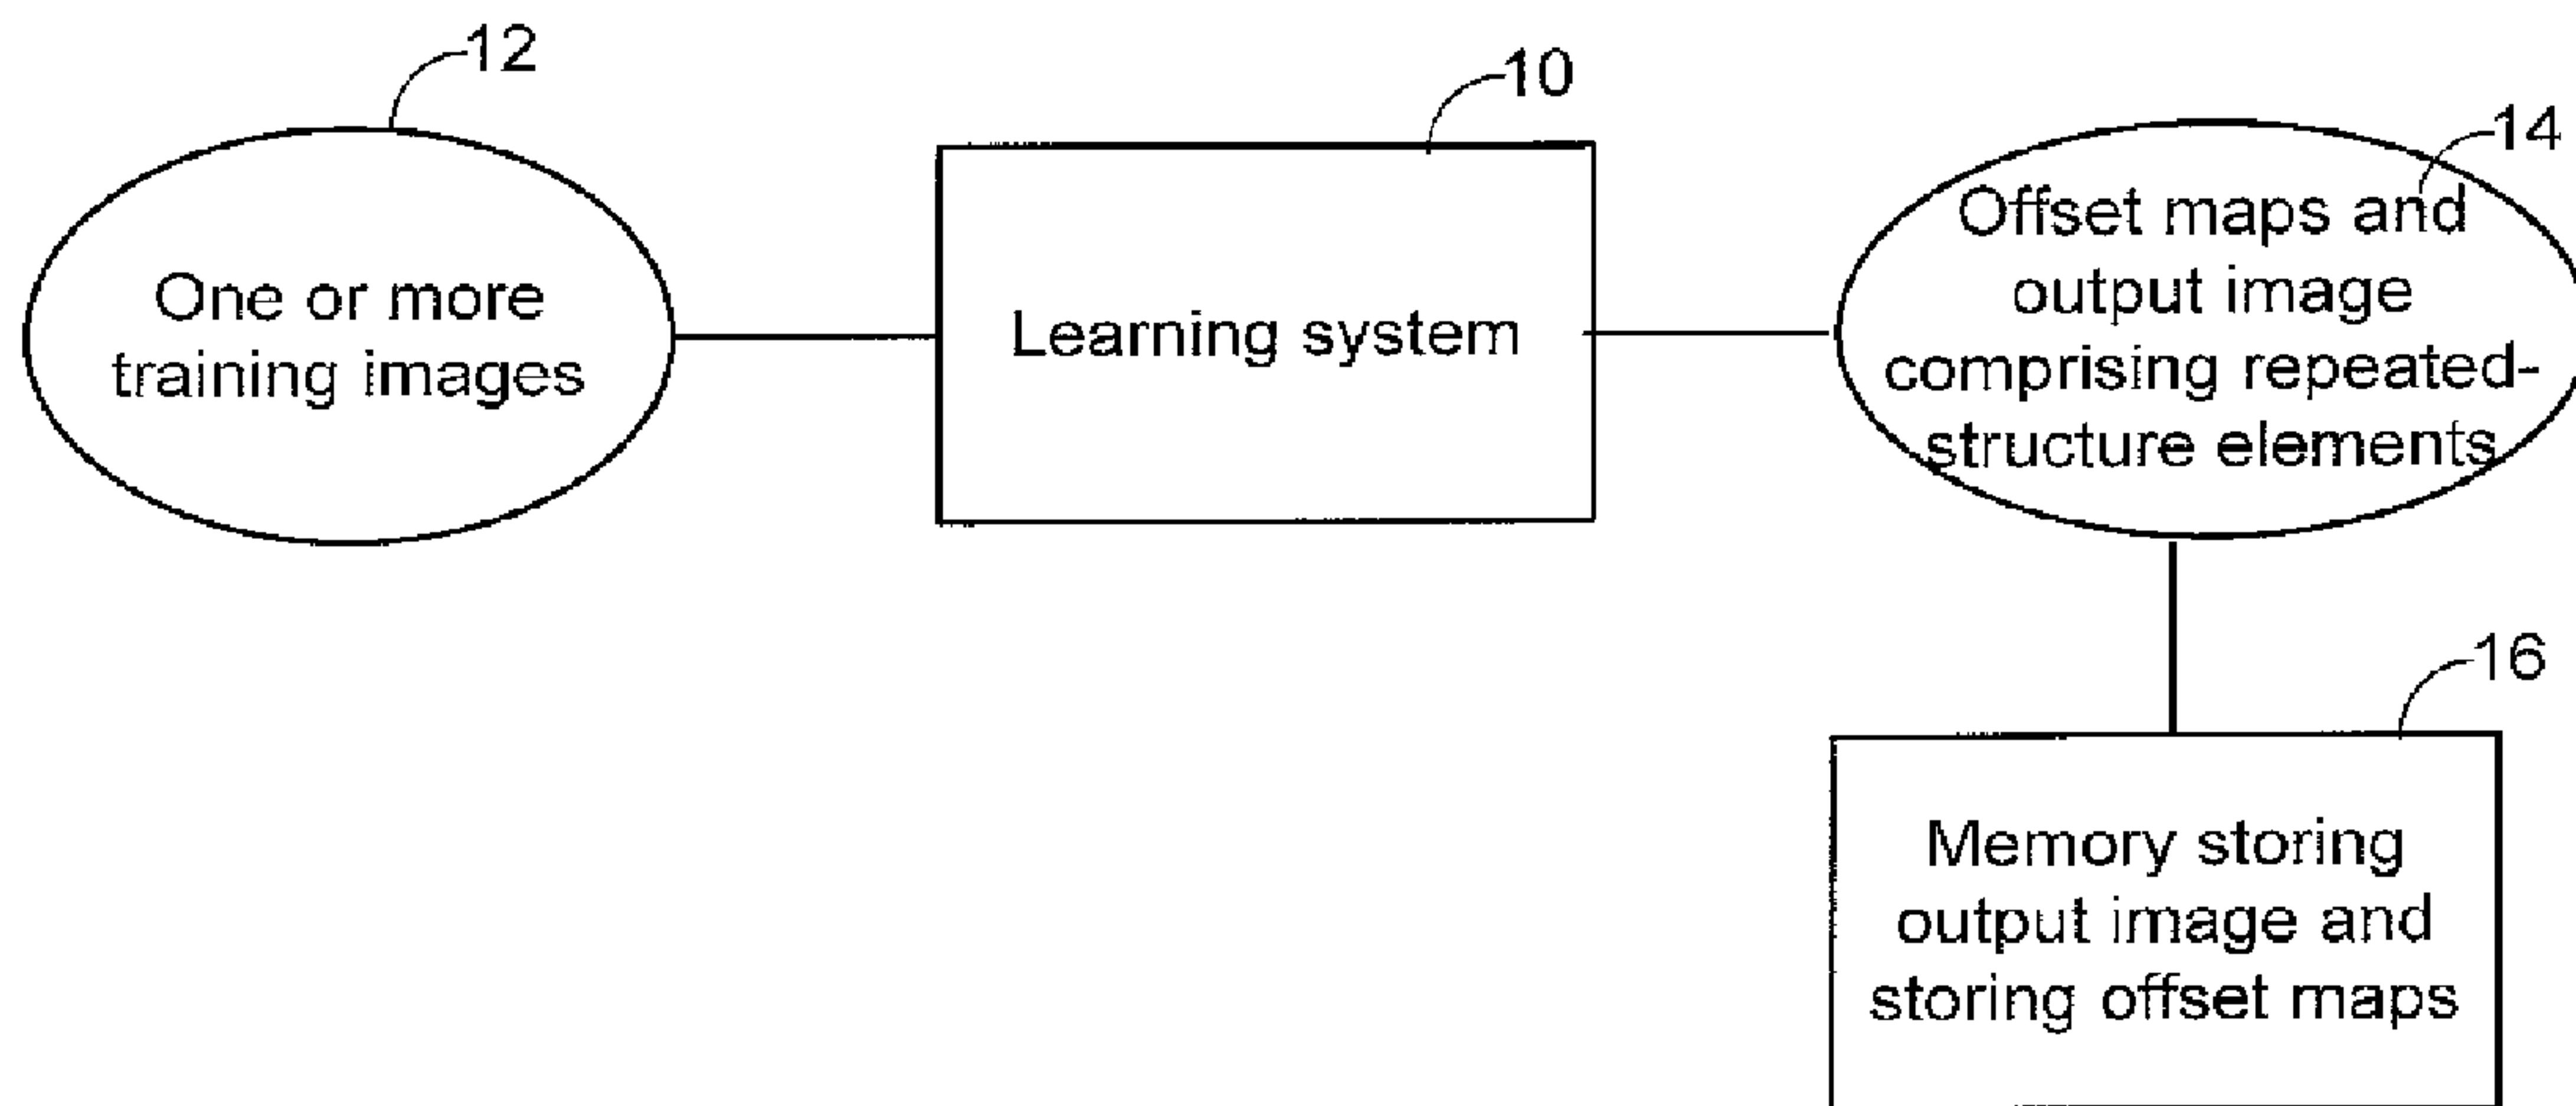 12
One or more
training images
10
Learning system
14
Offset maps and
output image
comprising repeated-
structure elements
16
Memory storing
output image and
storing offset maps